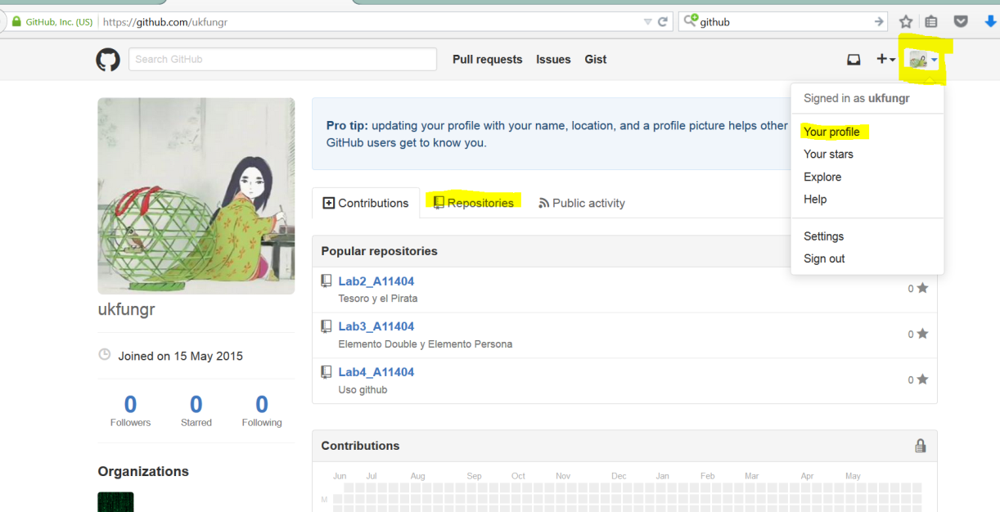 GitHub, Inc. (US) https://github.com/ukfungr github
Search GitHub Pull requests Issues Gist
Signed in as ukfungr
Your profile
Your stars
Explore
Help
Settings
Sign out
Pro tip: updating your profile with your name, location, and a profile picture helps other
GitHub users get to know you.
Contributions Repositories Public activity
Popular repositories
Lab2_A11404
Tesoro y el Pirata
0
Lab3_A11404
Elemento Double y Elemento Persona
0
Lab4_A11404
Uso github
0
ukfungr
Joined on 15 May 2015
0 0 0
Followers Starred Following
Organizations
Contributions
Jun Jul Aug Sep Oct Nov Dec Jan Feb Mar Apr May
M